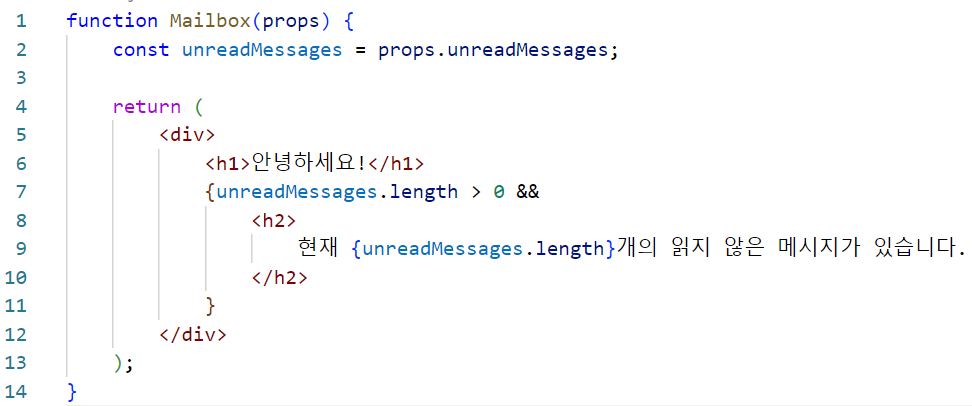 1 function Mailbox(props) {
2 const unreadMessages = props.unreadMessages;
3
4 return (
5 <div>
6 <h1>안녕하세요!</h1>
7 {unreadMessages.length > 0 &&
8 <h2>
9 현재 {unreadMessages.length}개의 읽지 않은 메시지가 있습니다.
10 </h2>
11 }
12 </div>
13 );
14 }